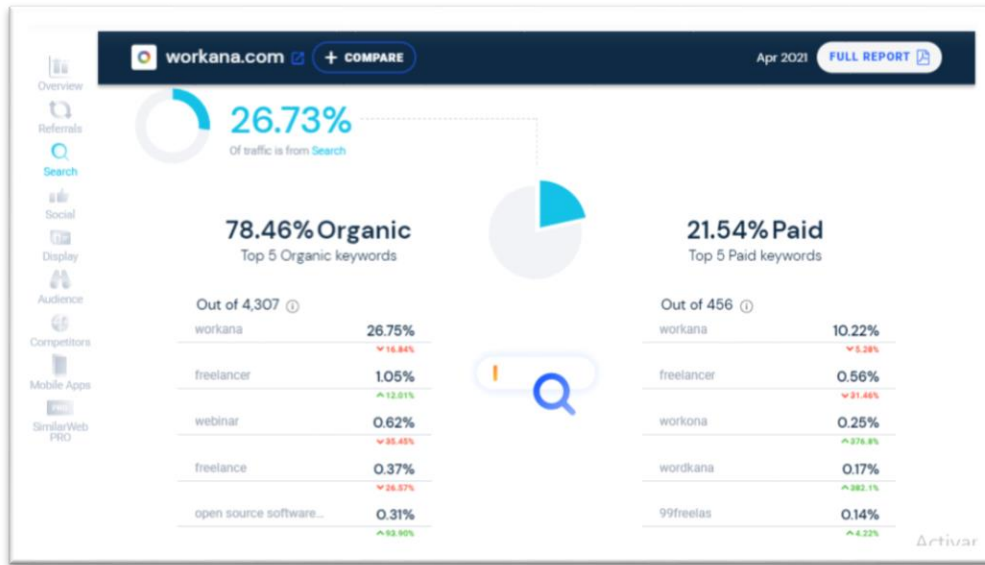 workana.com + COMPARE Apr 2021 FULL REPORT
Overview
Referrals
Search
Social
Display
Audience
Competitors
Mobile Apps
SimilarWeb
PRO
26.73%
Of traffic is from Search
78.46% Organic
Top 5 Organic keywords
Out of 4,307
workana 26.75%
16.84%
freelancer 1.05%
12.01%
webinar 0.62%
35.45%
freelance 0.37%
26.57%
open source software... 0.31%
93.90%
21.54% Paid
Top 5 Paid keywords
Out of 456
workana 10.22%
5.28%
freelancer 0.56%
31.46%
workona 0.25%
376.8%
wordkana 0.17%
382.1%
99freelas 0.14%
4.22%
Activar